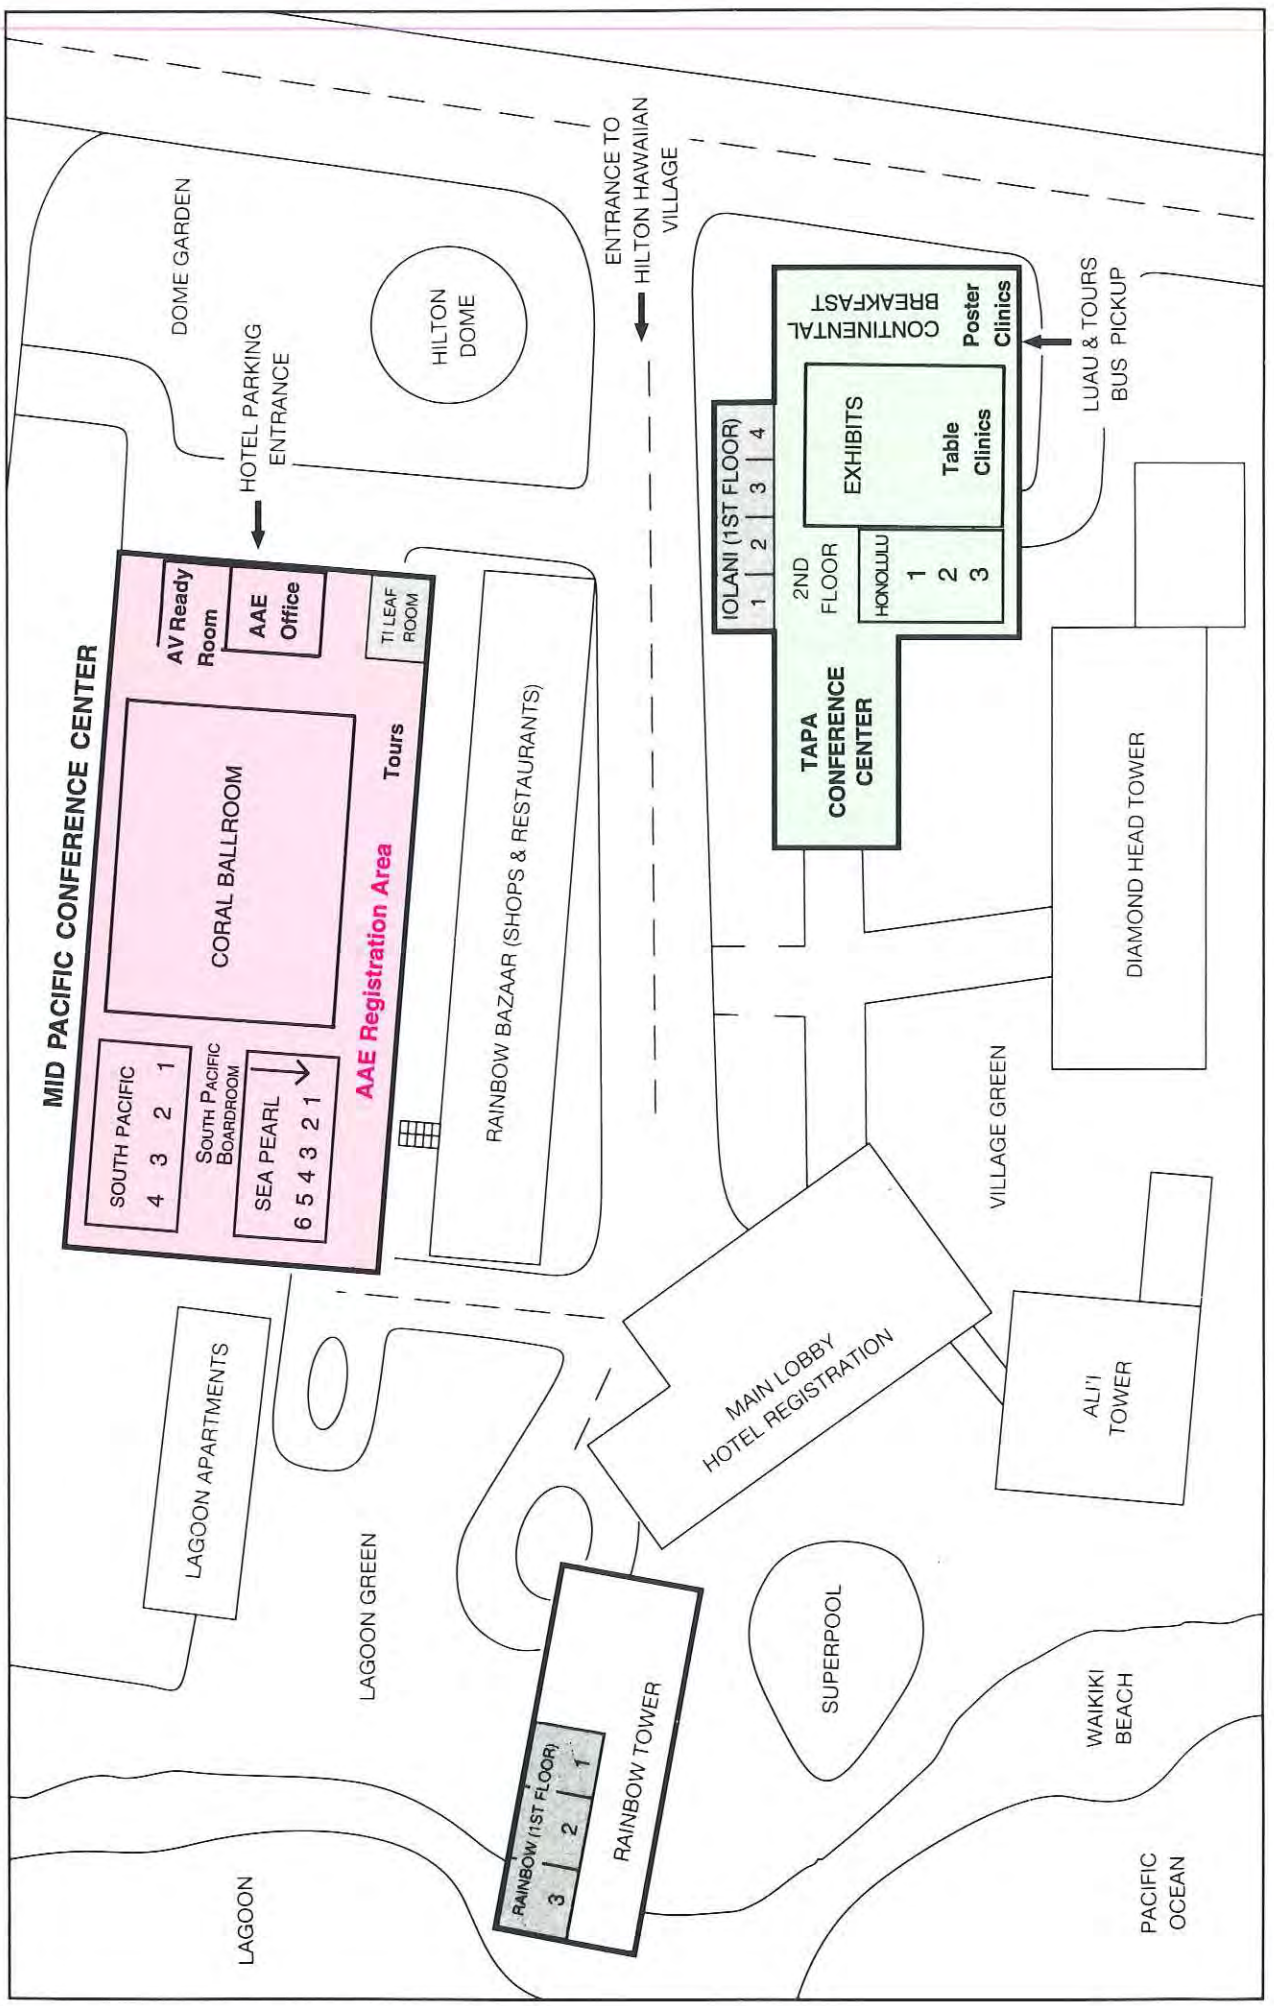 MID PACIFIC CONFERENCE CENTER
SOUTH PACIFIC
4 3 2 1
SOUTH PACIFIC
BOARDROOM
SEA PEARL
6 5 4 3 2 1
CORAL BALLROOM
AV Ready
Room
AAE
Office
TI LEAF
ROOM
AAE Registration Area
Tours
HOTEL PARKING
ENTRANCE
DOME GARDEN
HILTON
DOME
RAINBOW BAZAAR (SHOPS & RESTAURANTS)
ENTRANCE TO
HILTON HAWAIIAN
VILLAGE
LAGOON APARTMENTS
LAGOON GREEN
LAGOON
RAINBOW (1ST FLOOR)
3 2 1
RAINBOW TOWER
MAIN LOBBY
HOTEL REGISTRATION
SUPERPOOL
IOLANI (1ST FLOOR)
1 2 3 4
TAPA
CONFERENCE
CENTER
2ND
FLOOR
HONOLULU
1
2
3
EXHIBITS
Table
Clinics
CONTINENTAL
BREAKFAST
Poster
Clinics
LUAU & TOURS
BUS PICKUP
DIAMOND HEAD TOWER
VILLAGE GREEN
ALI'I
TOWER
WAIKIKI
BEACH
PACIFIC
OCEAN